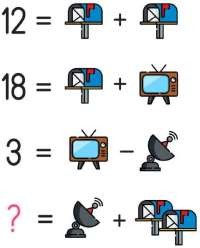 12 = +
18 = +
3 = -
? = +